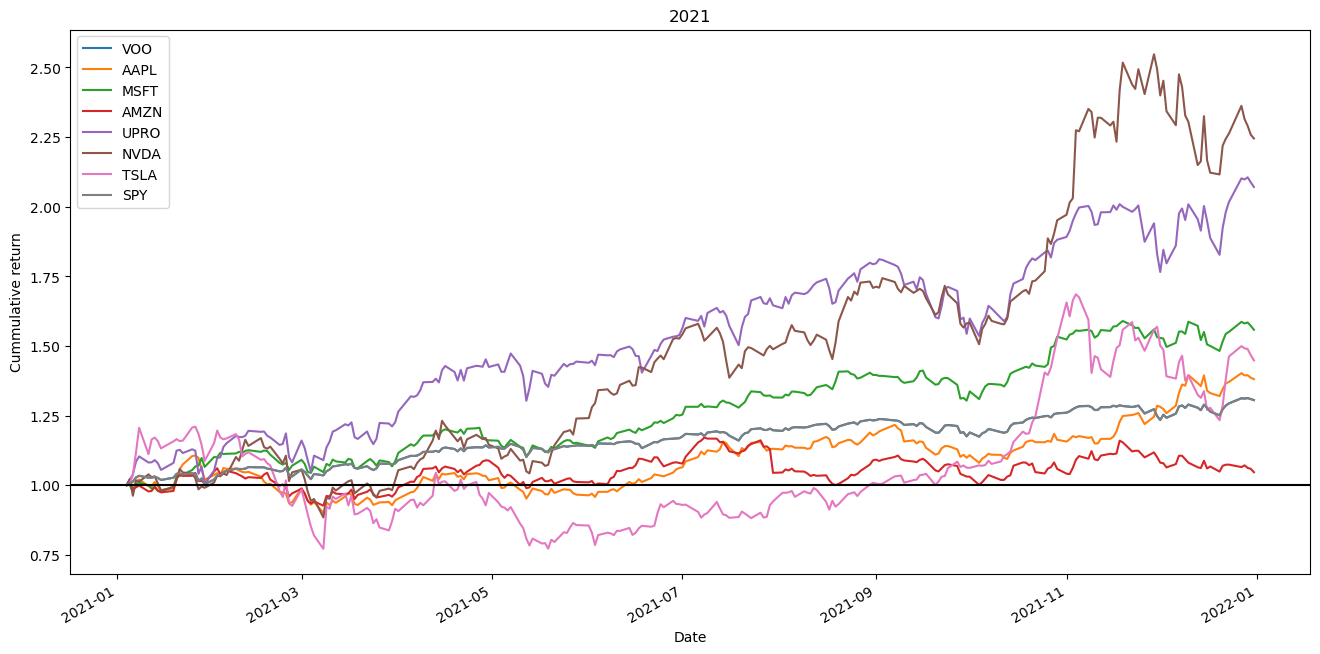 2021
VOO
AAPL
MSFT
AMZN
UPRO
NVDA
TSLA
SPY
Cummulative return
2.50
2.25
2.00
1.75
1.50
1.25
1.00
0.75
2021-01
2021-03
2021-05
2021-07
2021-09
2021-11
2022-01
Date